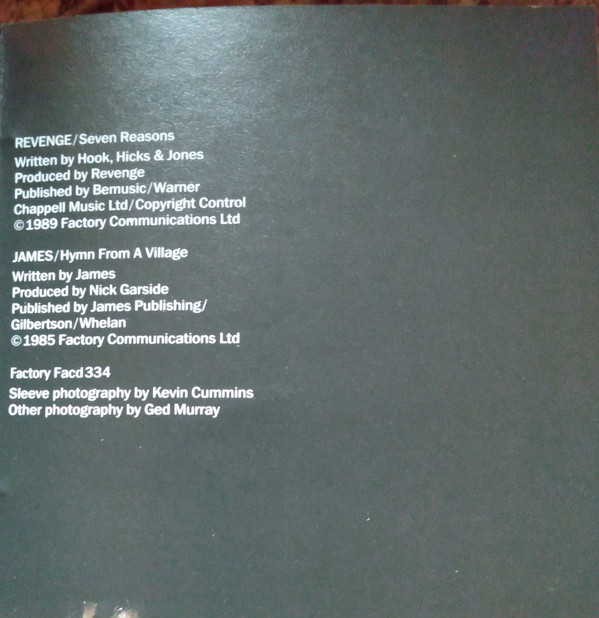 REVENGE/Seven Reasons
Written by Hook, Hicks & Jones
Produced by Revenge
Published by Bemusic/Warner
Chappell Music Ltd/Copyright Control
©1989 Factory Communications Ltd
JAMES/Hymn From A Village
Written by James
Produced by Nick Garside
Published by James Publishing/
Gilbertson/Whelan
©1985 Factory Communications Ltd
Factory Facd 334
Sleeve photography by Kevin Cummins
Other photography by Ged Murray